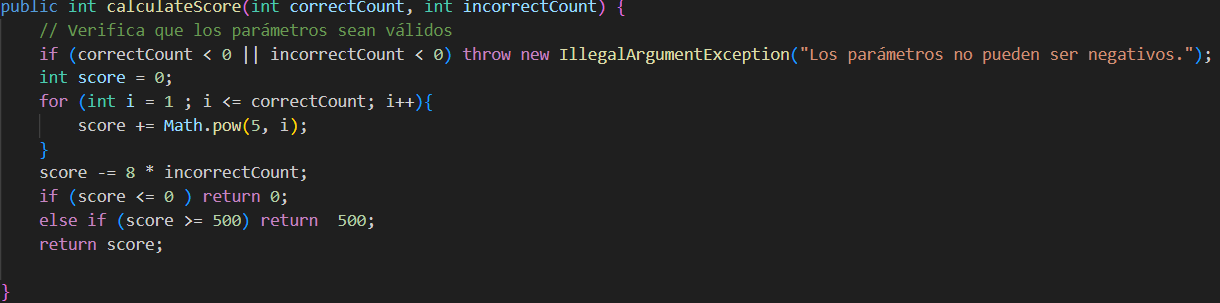 public int calculateScore(int correctCount, int incorrectCount) {
    // Verifica que los parámetros sean válidos
    if (correctCount < 0 || incorrectCount < 0) throw new IllegalArgumentException("Los parámetros no pueden ser negativos.");
    int score = 0;
    for (int i = 1 ; i <= correctCount; i++){
        score += Math.pow(5, i);
    }
    score -= 8 * incorrectCount;
    if (score <= 0 ) return 0;
    else if (score >= 500) return  500;
    return score;

}